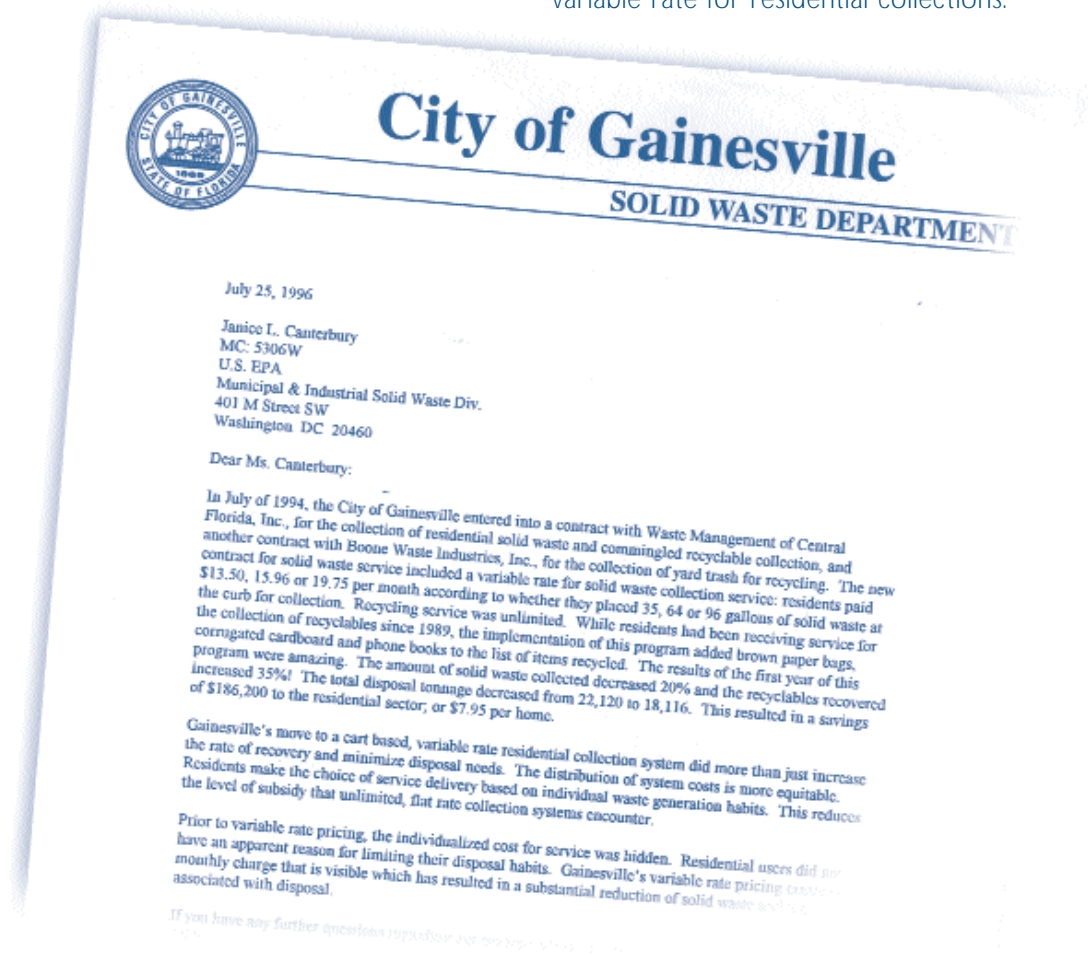 variable rate for residential collections.
CITY OF GAINESVILLE
1869
STATE OF FLORIDA
City of Gainesville
SOLID WASTE DEPARTMENT
July 25, 1996
Janice L. Canterbury
MC: 5306W
U.S. EPA
Municipal & Industrial Solid Waste Div.
401 M Street SW
Washington DC 20460
Dear Ms. Canterbury:
In July of 1994, the City of Gainesville entered into a contract with Waste Management of Central
Florida, Inc., for the collection of residential solid waste and commingled recyclable collection, and
another contract with Boone Waste Industries, Inc., for the collection of yard trash for recycling. The new
contract for solid waste service included a variable rate for solid waste collection service: residents paid
$13.50, 15.96 or 19.75 per month according to whether they placed 35, 64 or 96 gallons of solid waste at
the curb for collection. Recycling service was unlimited. While residents had been receiving service for
the collection of recyclables since 1989, the implementation of this program added brown paper bags,
corrugated cardboard and phone books to the list of items recycled. The results of the first year of this
program were amazing. The amount of solid waste collected decreased 20% and the recyclables recovered
increased 35%! The total disposal tonnage decreased from 22,120 to 18,116. This resulted in a savings
of $186,200 to the residential sector, or $7.95 per home.
Gainesville's move to a cart based, variable rate residential collection system did more than just increase
the rate of recovery and minimize disposal needs. The distribution of system costs is more equitable.
Residents make the choice of service delivery based on individual waste generation habits. This reduces
the level of subsidy that unlimited, flat rate collection systems encounter.
Prior to variable rate pricing, the individualized cost for service was hidden. Residential users did not
have an apparent reason for limiting their disposal habits. Gainesville's variable rate pricing
monthly charge that is visible which has resulted in a substantial reduction of solid waste
associated with disposal.
If you have any further questions